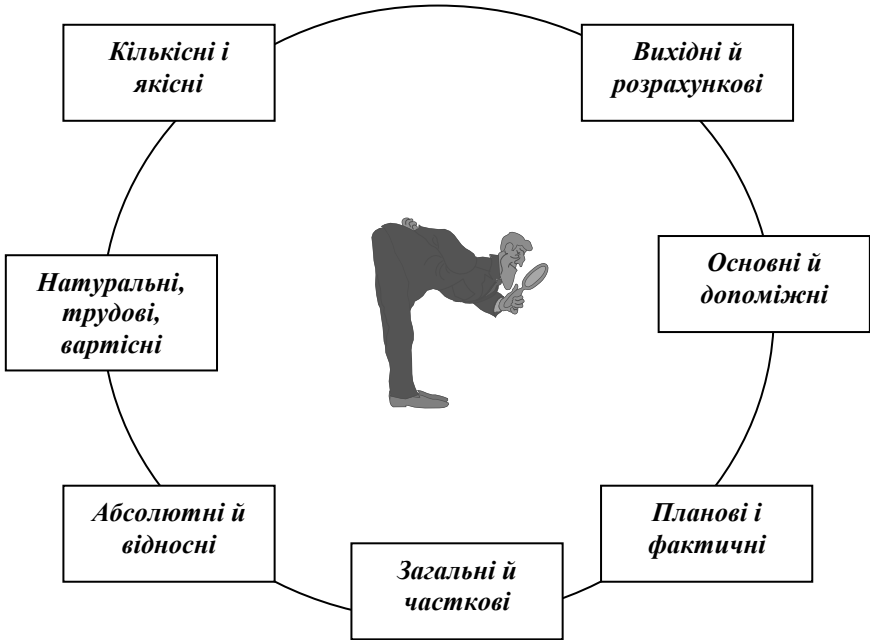 Кількісні і
якісні
Вихідні й
розрахункові
Натуральні,
трудові,
вартісні
Основні й
допоміжні
Абсолютні й
відносні
Планові і
фактичні
Загальні й
часткові